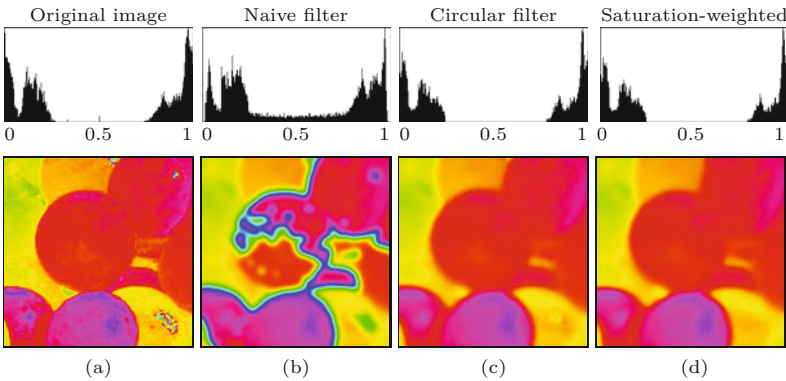 Original image
Naive filter
Circular filter
Saturation-weighted
0 0.5 1
0 0.5 1
0 0.5 1
0 0.5 1
(a)
(b)
(c)
(d)